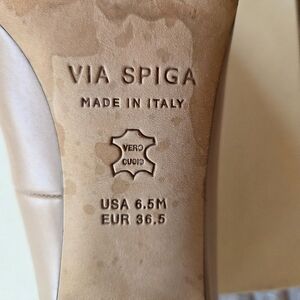 VIA SPIGA
MADE IN ITALY
VERO
CUOIO
USA 6.5M
EUR 36.5